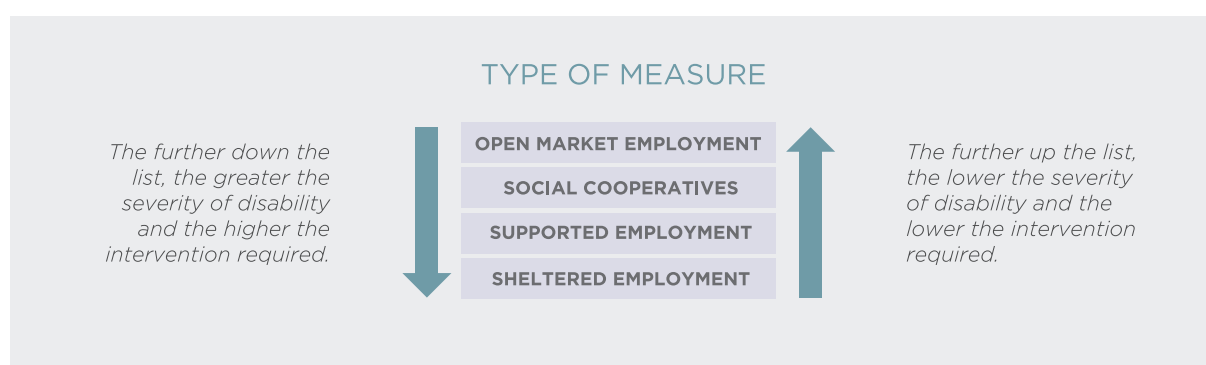 TYPE OF MEASURE
The further down the
list, the greater the
severity of disability
and the higher the
intervention required.
OPEN MARKET EMPLOYMENT
SOCIAL COOPERATIVES
SUPPORTED EMPLOYMENT
SHELTERED EMPLOYMENT
The further up the list,
the lower the severity
of disability and the
lower the intervention
required.